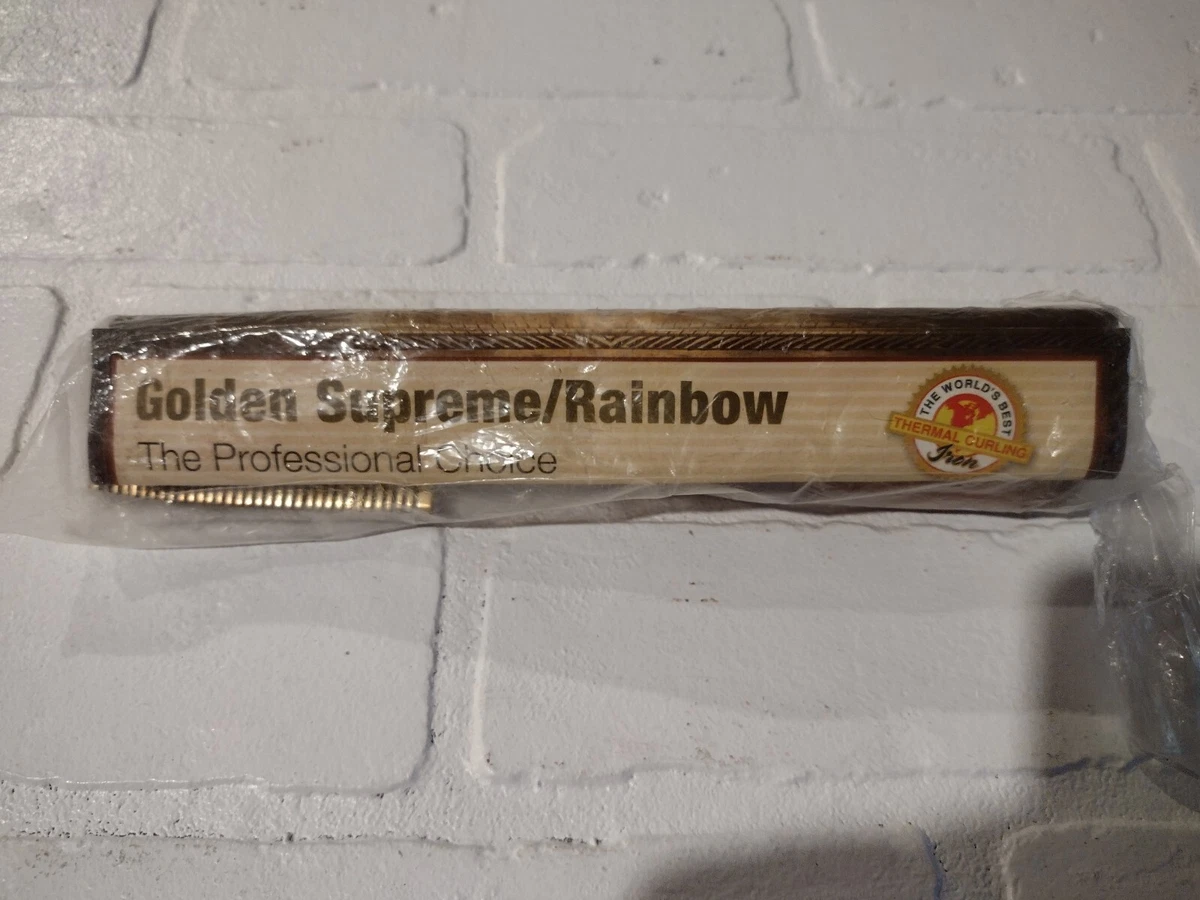 Golden Supreme/Rainbow
The Professional Choice
THE WORLD'S BEST
THERMAL CURLING
Iron